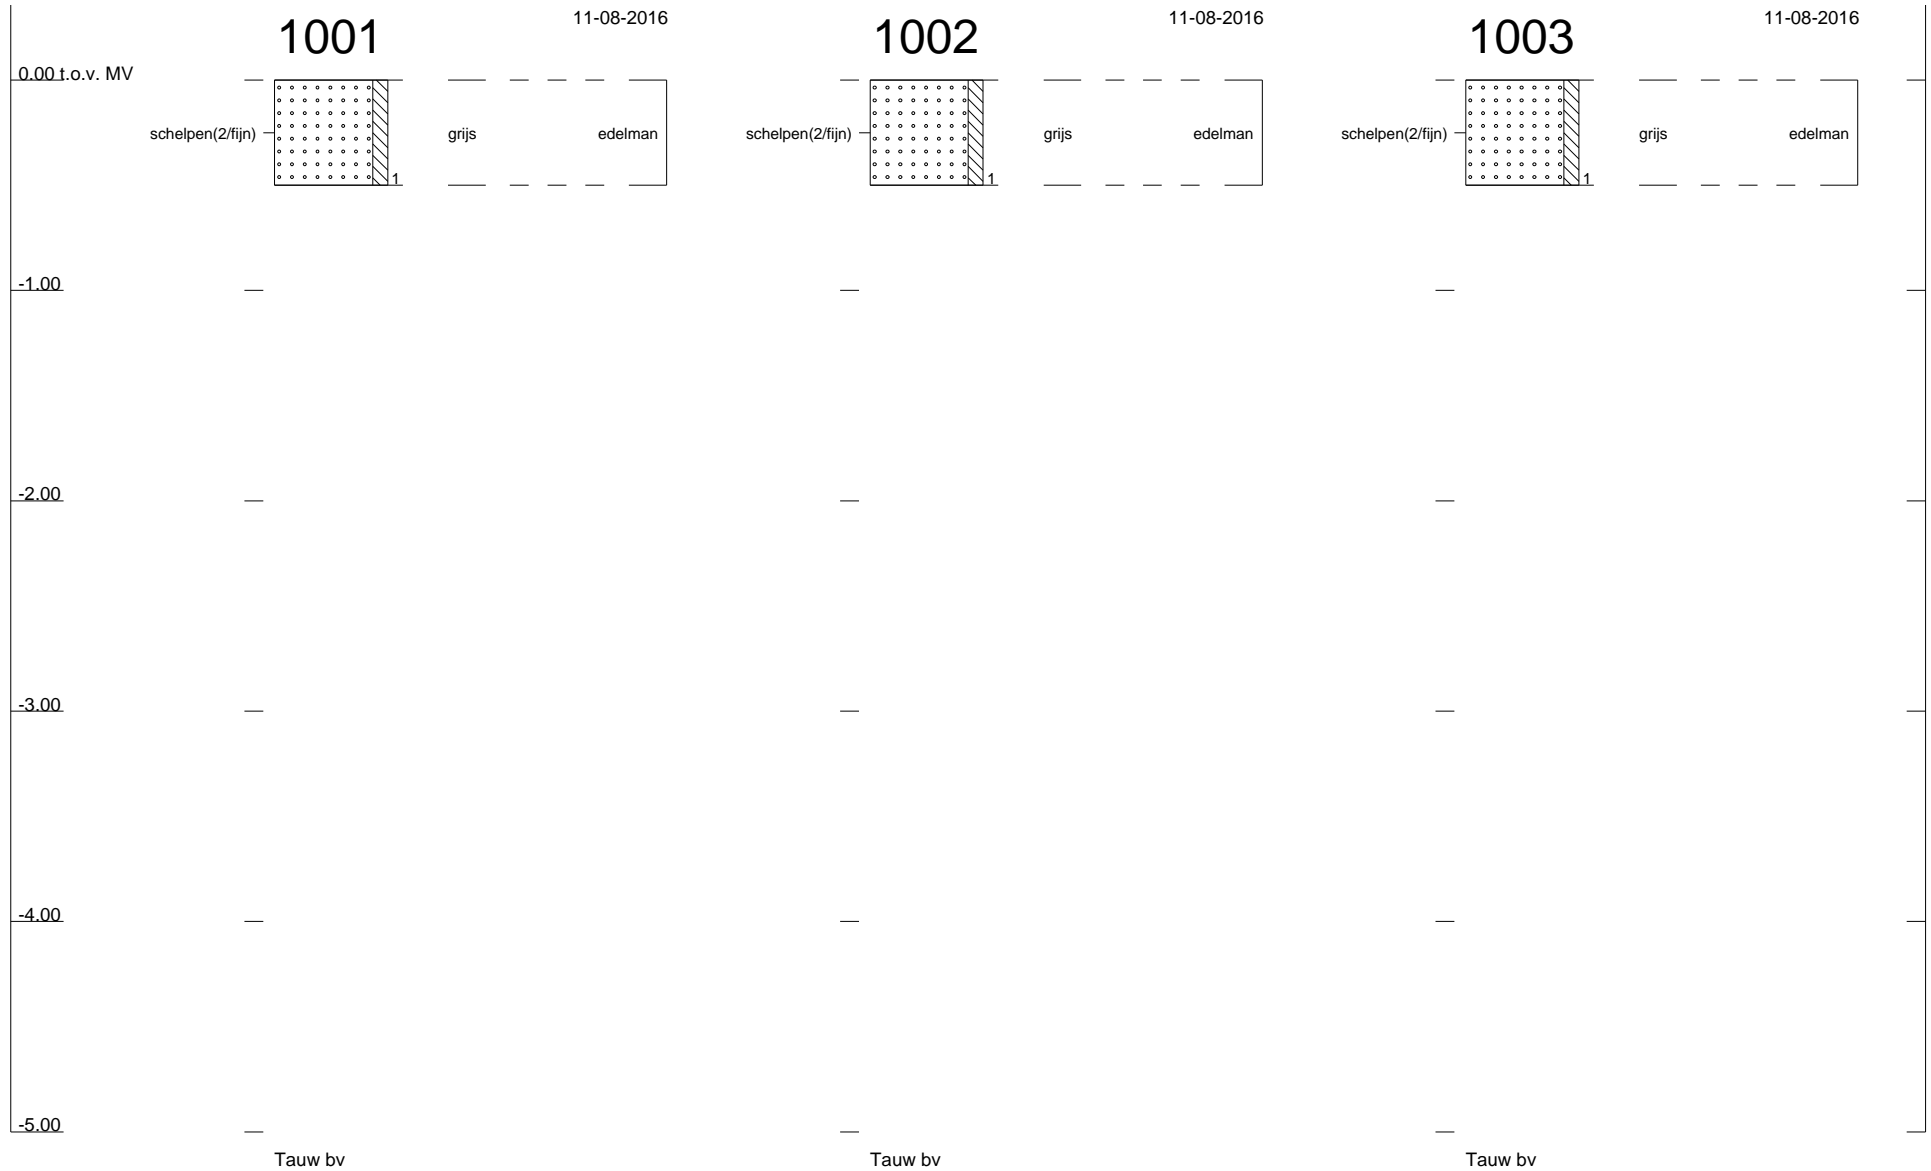 1001 11-08-2016 1002 11-08-2016 1003 11-08-2016
0.00 t.o.v. MV
schelpen(2/fijn) grijs edelman schelpen(2/fijn) grijs edelman schelpen(2/fijn) grijs edelman
1 1 1
-1.00
-2.00
-3.00
-4.00
-5.00
Tauw bv Tauw bv Tauw bv